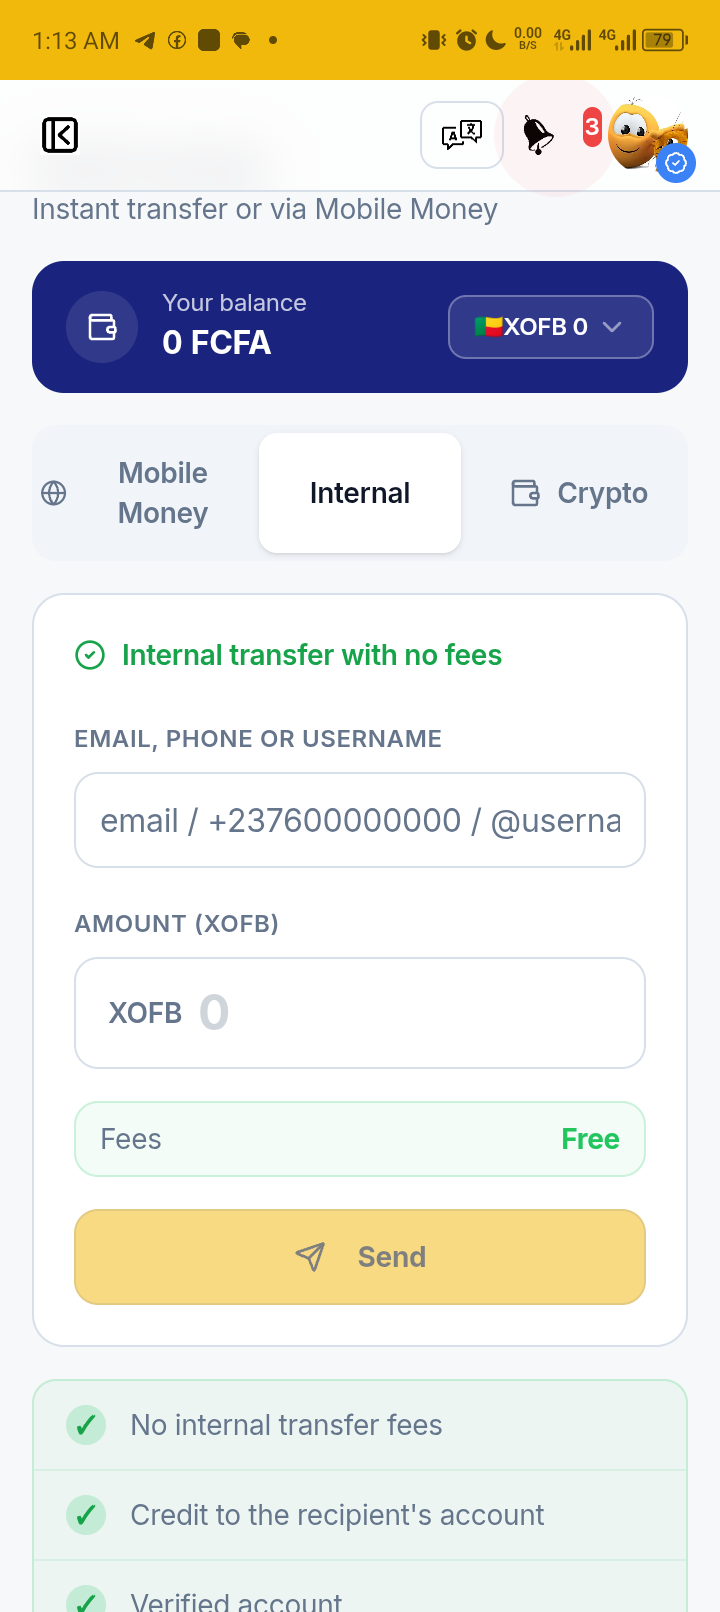 1:13 AM
0.00
B/S
4G
4G
79
A 文
3
Instant transfer or via Mobile Money
Your balance
0 FCFA
XOFB 0
Mobile
Money
Internal
Crypto
Internal transfer with no fees
EMAIL, PHONE OR USERNAME
email / +237600000000 / @userna
AMOUNT (XOFB)
XOFB 0
Fees
Free
Send
No internal transfer fees
Credit to the recipient's account
Verified account